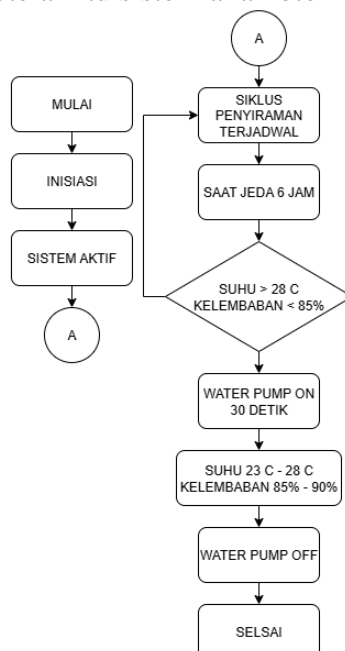 MULAI
INISIASI
SISTEM AKTIF
A
A
SIKLUS
PENYIRAMAN
TERJADWAL
SAAT JEDA 6 JAM
SUHU > 28 C
KELEMBABAN < 85%
WATER PUMP ON
30 DETIK
SUHU 23 C - 28 C
KELEMBABAN 85% - 90%
WATER PUMP OFF
SELSAI